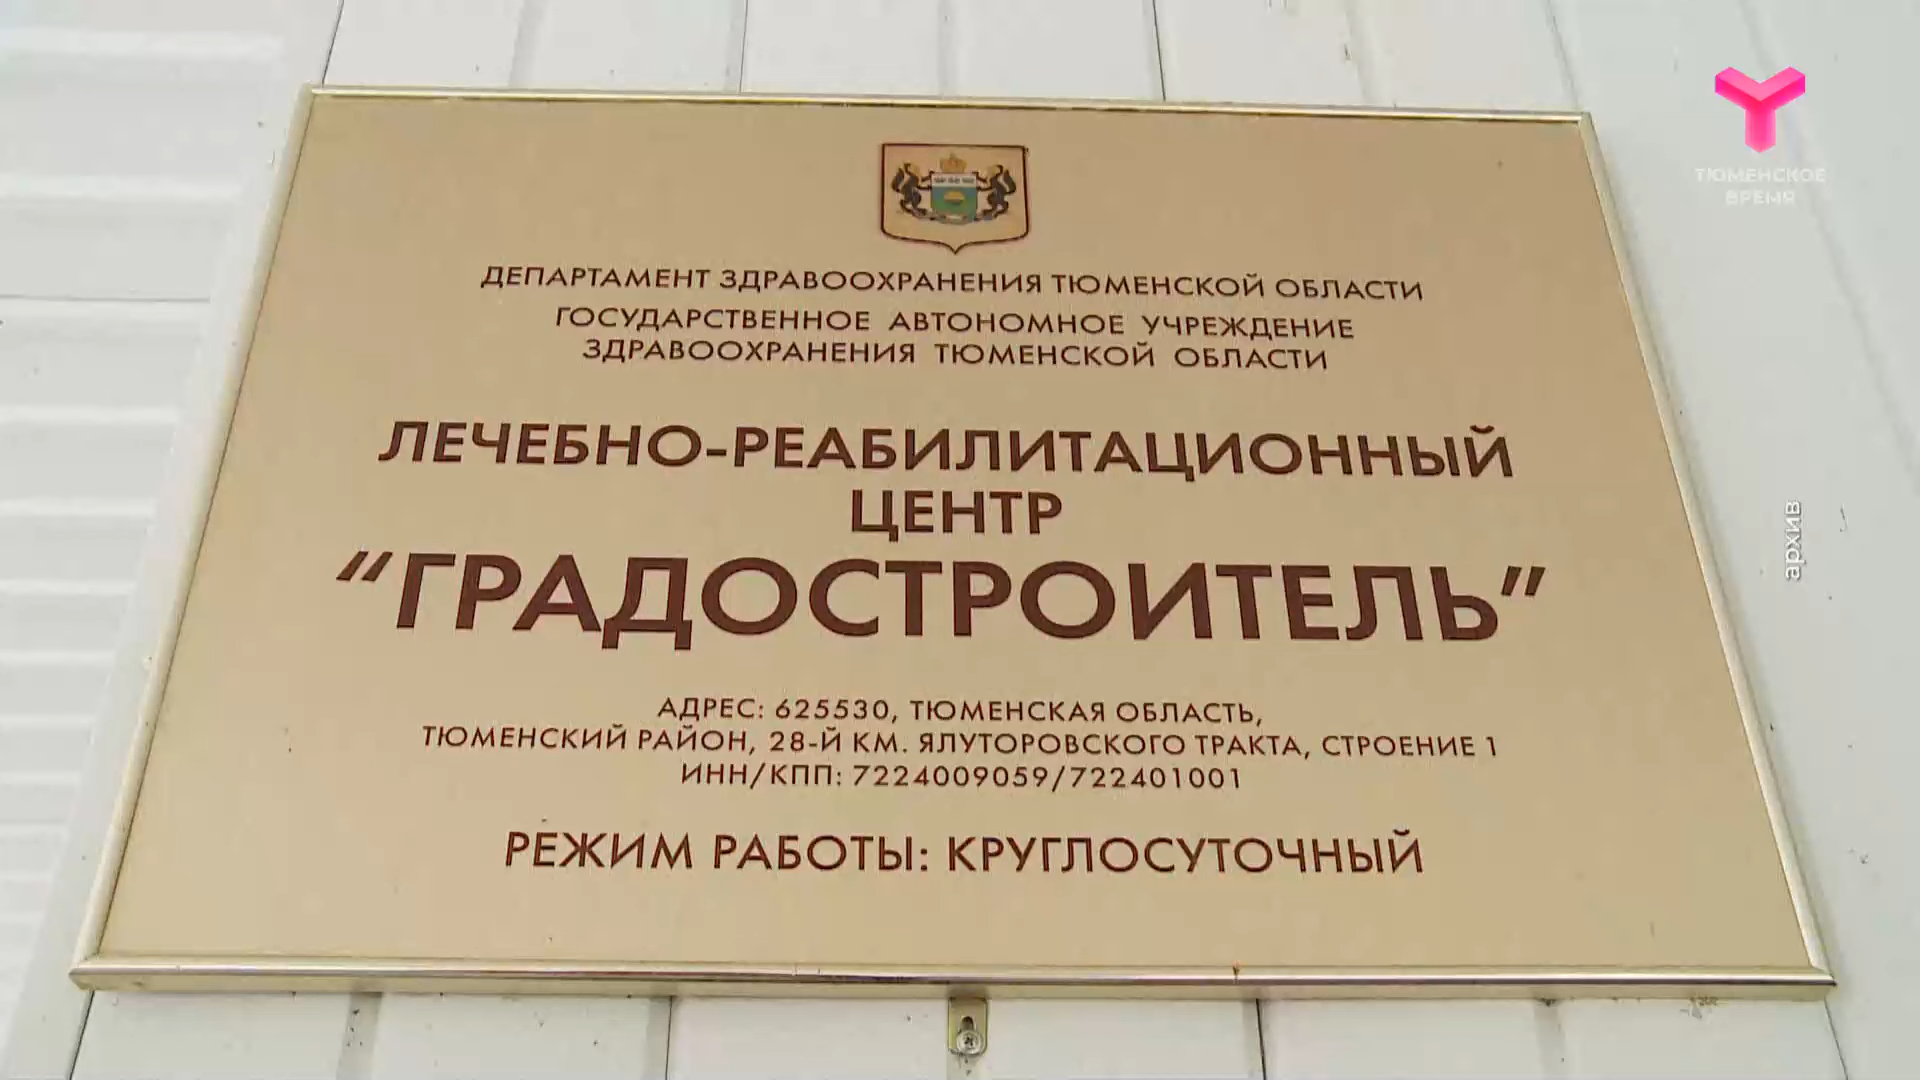 ТЮМЕНСКОЕ
ВРЕМЯ
ДЕПАРТАМЕНТ ЗДРАВООХРАНЕНИЯ ТЮМЕНСКОЙ ОБЛАСТИ
ГОСУДАРСТВЕННОЕ АВТОНОМНОЕ УЧРЕЖДЕНИЕ
ЗДРАВООХРАНЕНИЯ ТЮМЕНСКОЙ ОБЛАСТИ
ЛЕЧЕБНО-РЕАБИЛИТАЦИОННЫЙ
ЦЕНТР
“ГРАДОСТРОИТЕЛЬ”
архив
АДРЕС: 625530, ТЮМЕНСКАЯ ОБЛАСТЬ,
ТЮМЕНСКИЙ РАЙОН, 28-Й КМ. ЯЛУТОРОВСКОГО ТРАКТА, СТРОЕНИЕ 1
ИНН/КПП: 7224009059/722401001
РЕЖИМ РАБОТЫ: КРУГЛОСУТОЧНЫЙ